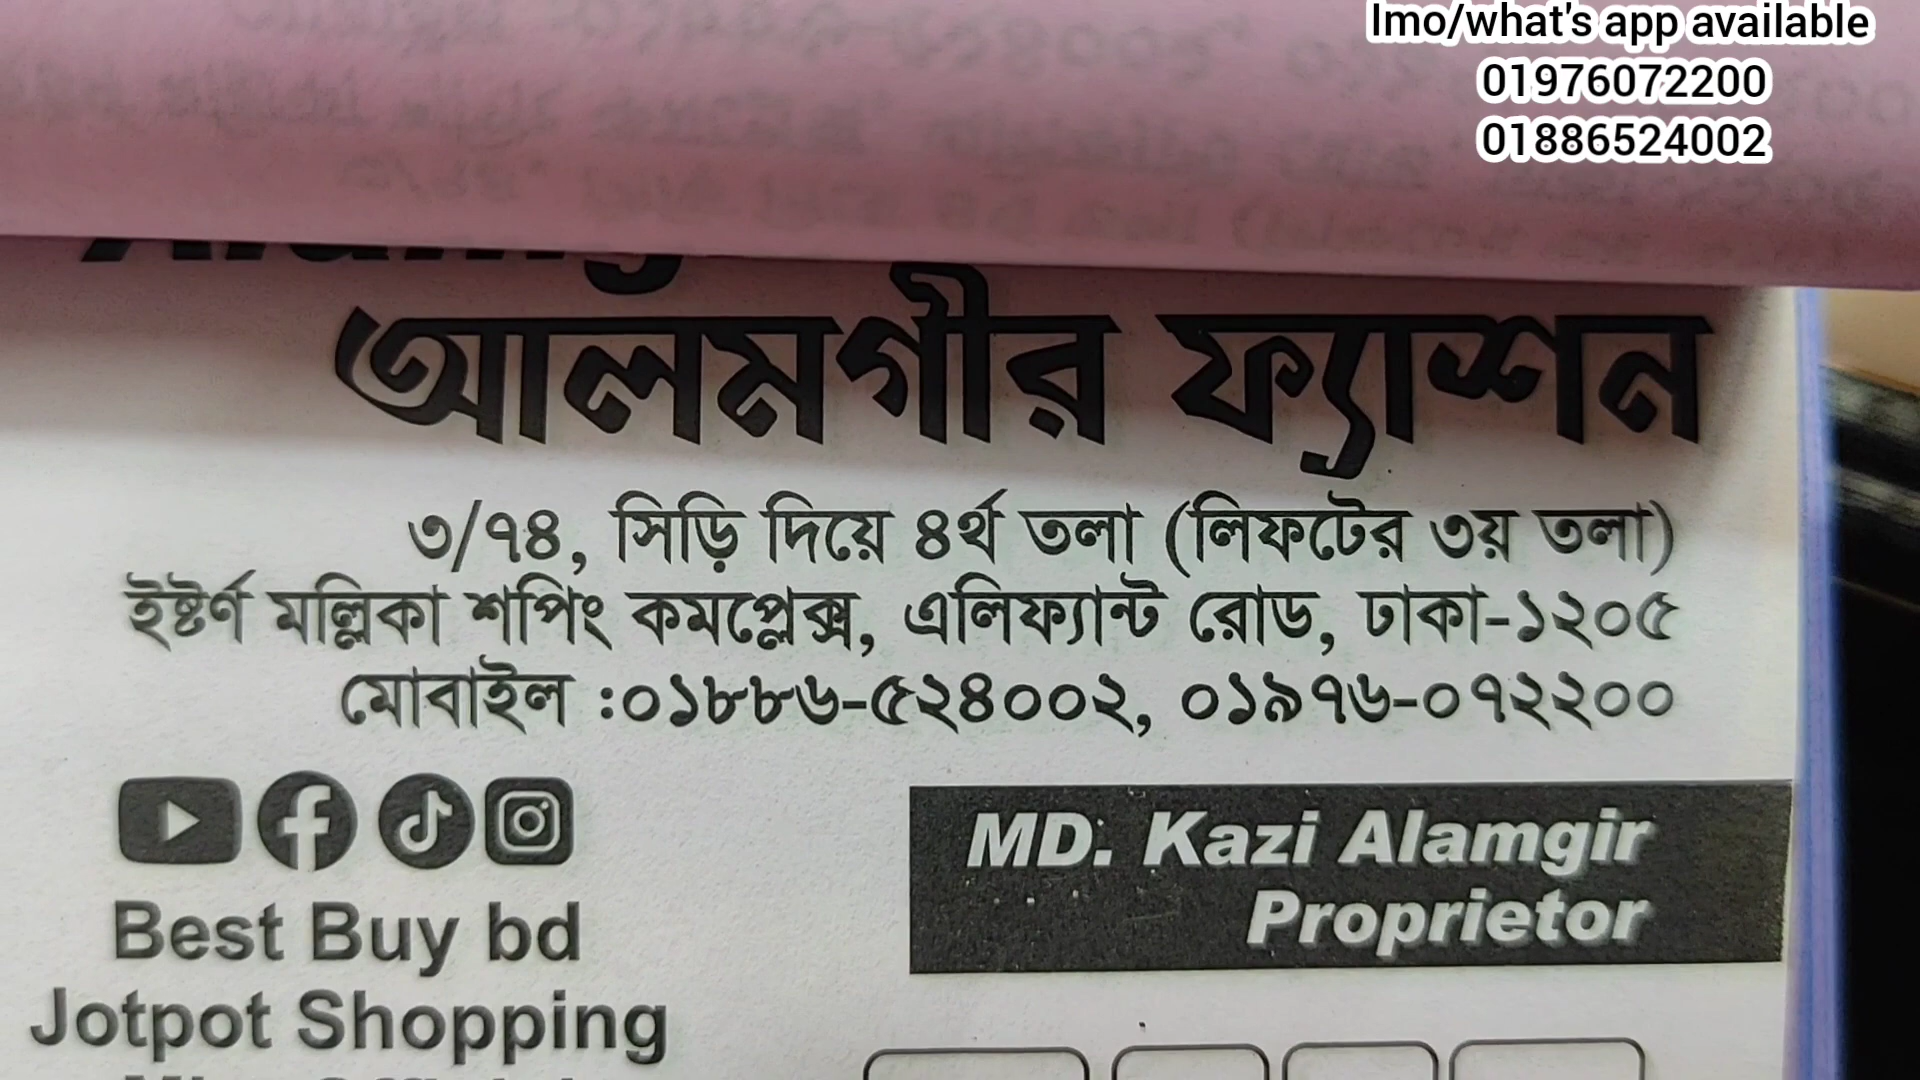 Imo/what's app available
01976072200
01886524002
আলমগীর ফ্যাশন
৩/৭৪, সিড়ি দিয়ে ৪র্থ তলা (লিফটের ৩য় তলা)
ইষ্টর্ণ মল্লিকা শপিং কমপ্লেক্স, এলিফ্যান্ট রোড, ঢাকা-১২০৫
মোবাইল :০১৮৮৬-৫২৪০০২, ০১৯৭৬-০৭২২০০
MD. Kazi Alamgir
Proprietor
Best Buy bd
Jotpot Shopping